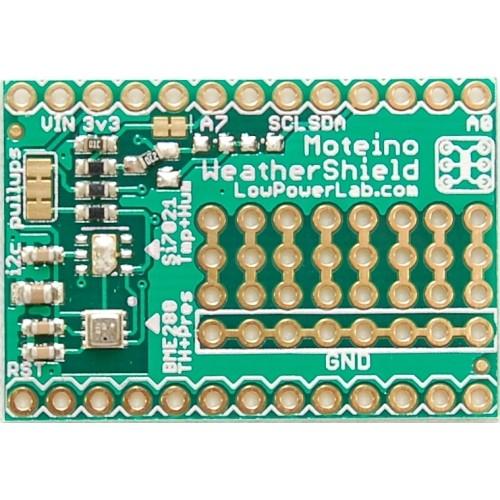 VIN 3v3 A7 SCL SDA A0
Moteino
WeatherShield
LowPowerLab.com
pullups
i2c
Si7021
Tmp+Hum
BME280
TH+Pres
GND
RST